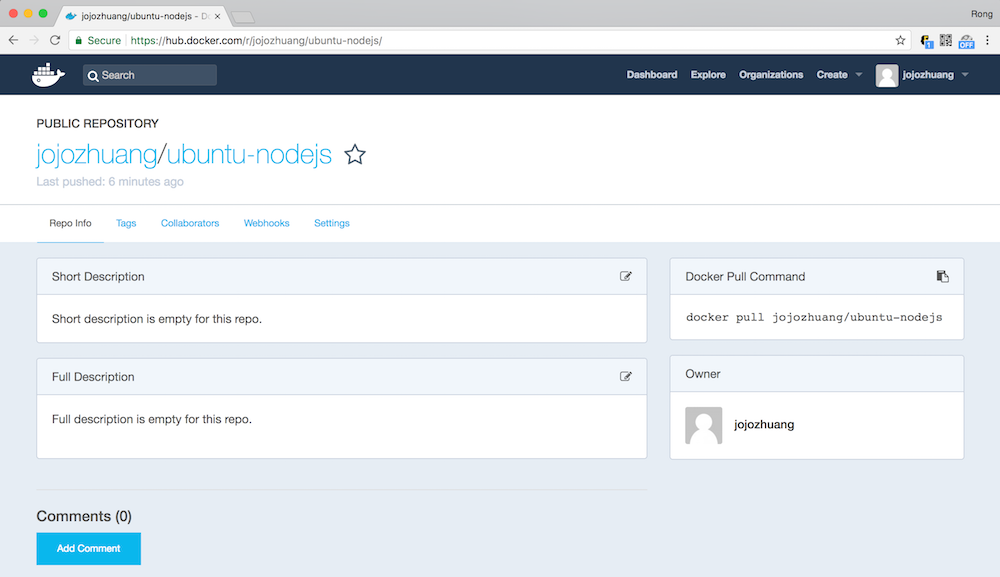 jojozhuang/ubuntu-nodejs - Do
Rong
Secure https://hub.docker.com/r/jojozhuang/ubuntu-nodejs/
1
OFF
Search
Dashboard Explore Organizations Create jojozhuang
PUBLIC REPOSITORY
jojozhuang/ubuntu-nodejs
Last pushed: 6 minutes ago
Repo Info Tags Collaborators Webhooks Settings
Short Description
Short description is empty for this repo.
Full Description
Full description is empty for this repo.
Docker Pull Command
docker pull jojozhuang/ubuntu-nodejs
Owner
jojozhuang
Comments (0)
Add Comment